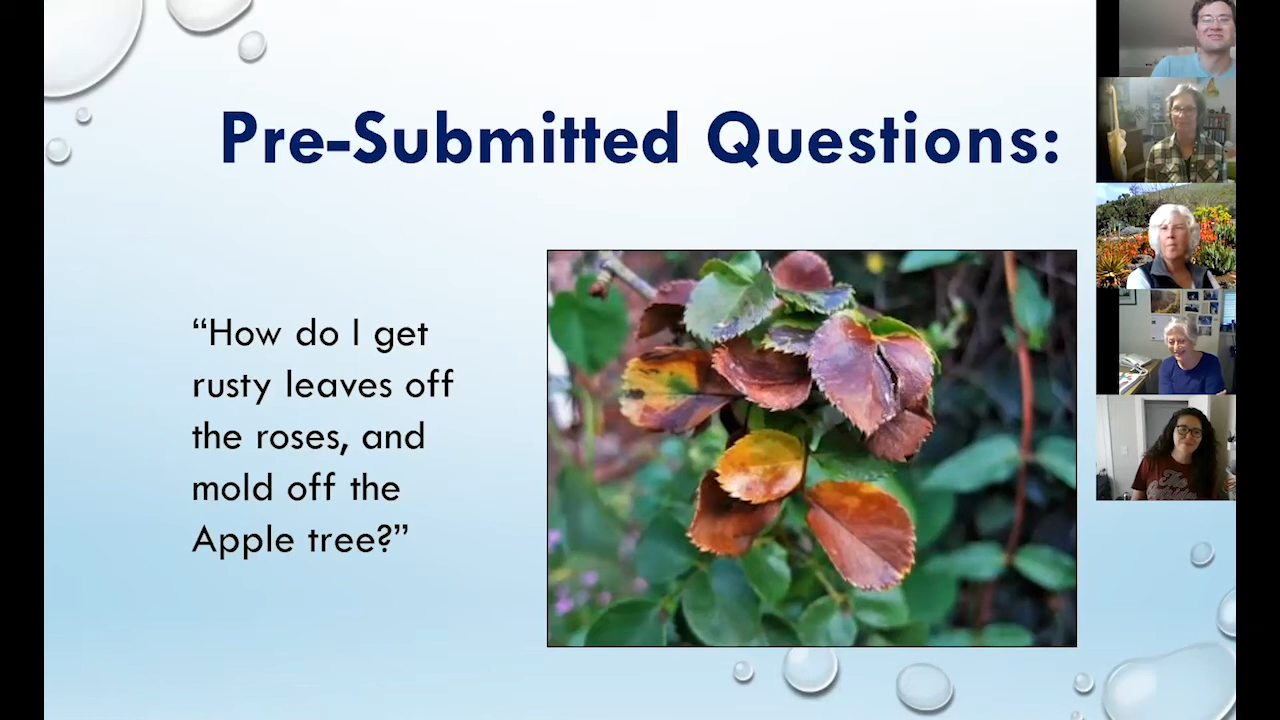 Pre-Submitted Questions:
“How do I get
rusty leaves off
the roses, and
mold off the
Apple tree?”